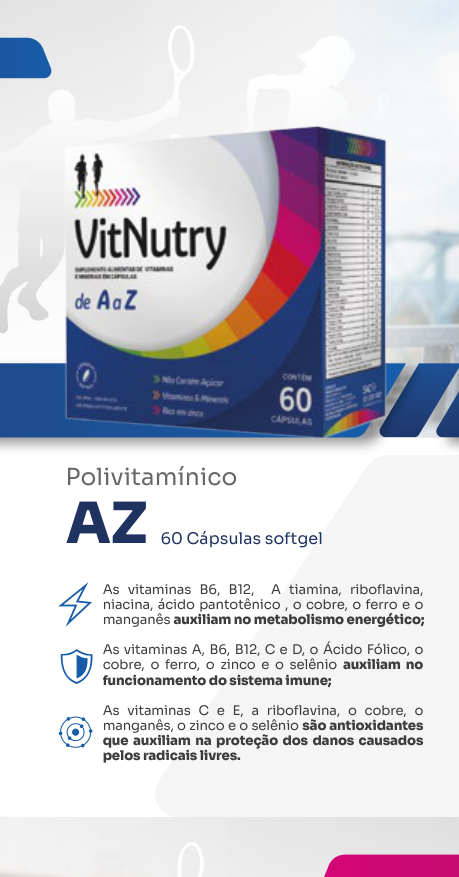 VitNutry
SUPLEMENTO ALIMENTAR DE VITAMINAS
E MINERAIS EM CÁPSULAS
de A a Z
Não Contém Açúcar
Vitaminas & Minerais
Rico em zinco
CONTÉM
60
CÁPSULAS
INFORMAÇÃO NUTRICIONAL
Polivitamínico
AZ 60 Cápsulas softgel
As vitaminas B6, B12, A tiamina, riboflavina,
niacina, ácido pantotênico , o cobre, o ferro e o
manganês auxiliam no metabolismo energético;
As vitaminas A, B6, B12, C e D, o Ácido Fólico, o
cobre, o ferro, o zinco e o selênio auxiliam no
funcionamento do sistema imune;
As vitaminas C e E, a riboflavina, o cobre, o
manganês, o zinco e o selênio são antioxidantes
que auxiliam na proteção dos danos causados
pelos radicais livres.